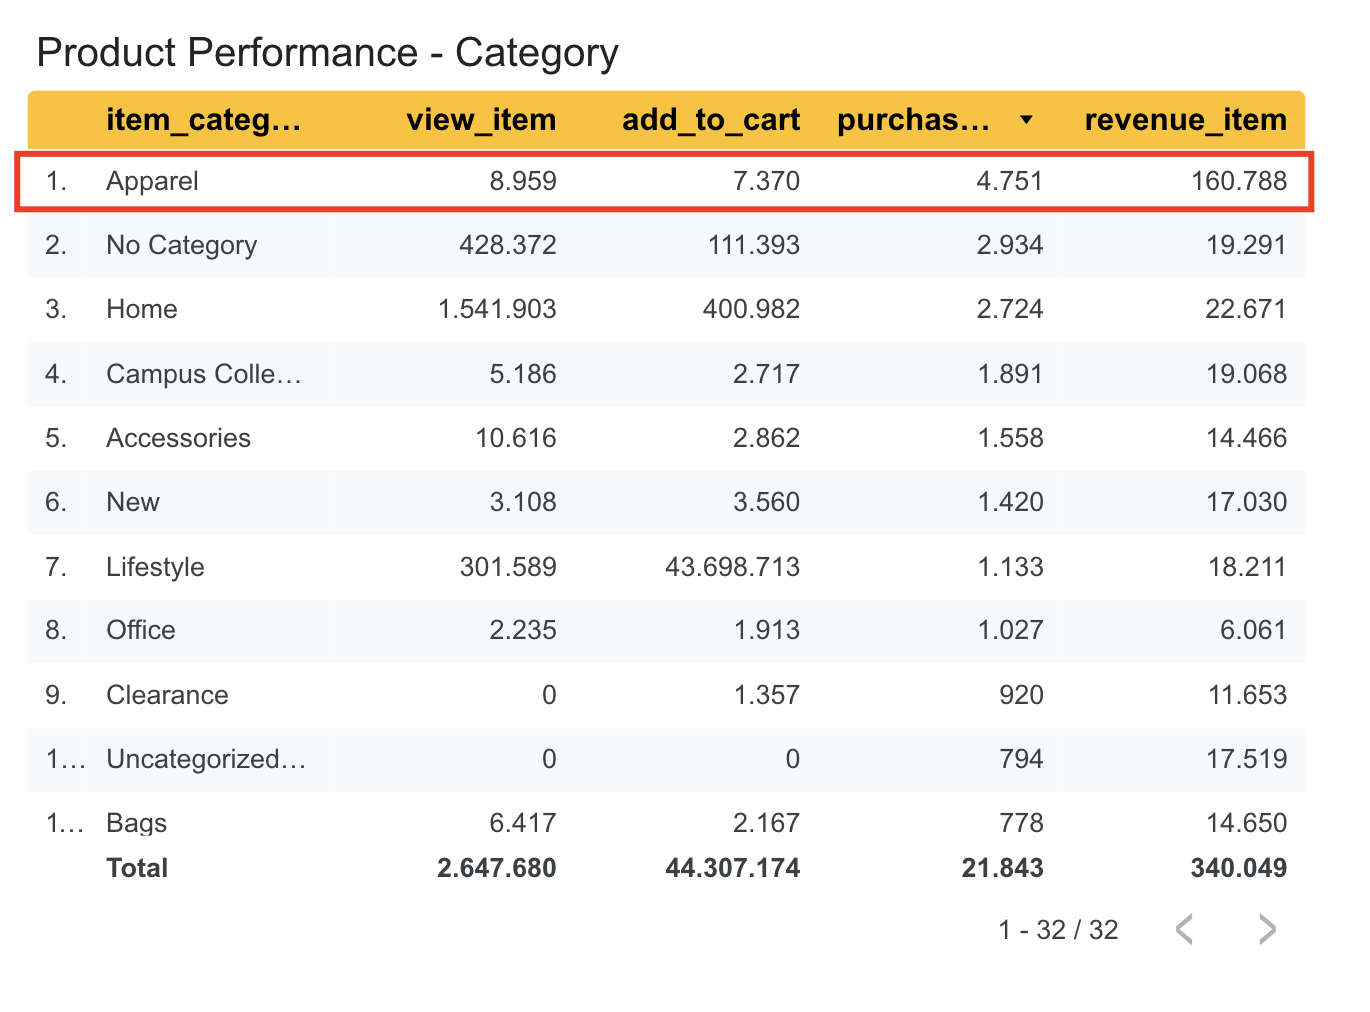 Product Performance - Category
item_categ... view_item add_to_cart purchas... revenue_item
1. Apparel 8.959 7.370 4.751 160.788
2. No Category 428.372 111.393 2.934 19.291
3. Home 1.541.903 400.982 2.724 22.671
4. Campus Colle... 5.186 2.717 1.891 19.068
5. Accessories 10.616 2.862 1.558 14.466
6. New 3.108 3.560 1.420 17.030
7. Lifestyle 301.589 43.698.713 1.133 18.211
8. Office 2.235 1.913 1.027 6.061
9. Clearance 0 1.357 920 11.653
1... Uncategorized... 0 0 794 17.519
1... Bags 6.417 2.167 778 14.650
Total 2.647.680 44.307.174 21.843 340.049
1 - 32 / 32